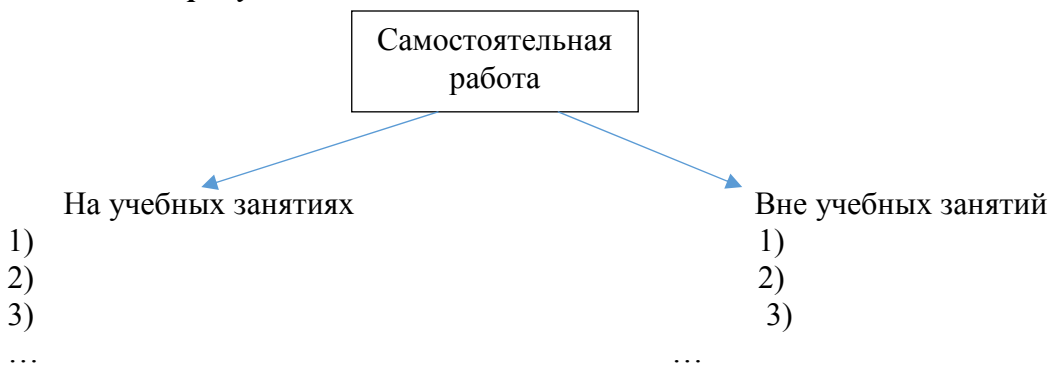 Самостоятельная
работа
На учебных занятиях
Вне учебных занятий
1)
1)
2)
2)
3)
3)
…
…